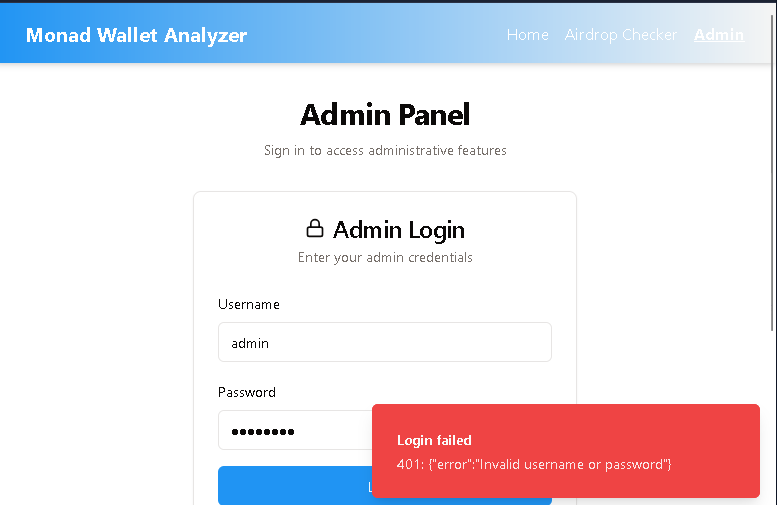 Monad Wallet Analyzer
Home Airdrop Checker Admin
Admin Panel
Sign in to access administrative features
Admin Login
Enter your admin credentials
Username
admin
Password
••••••••
Login failed
401: {"error":"Invalid username or password"}